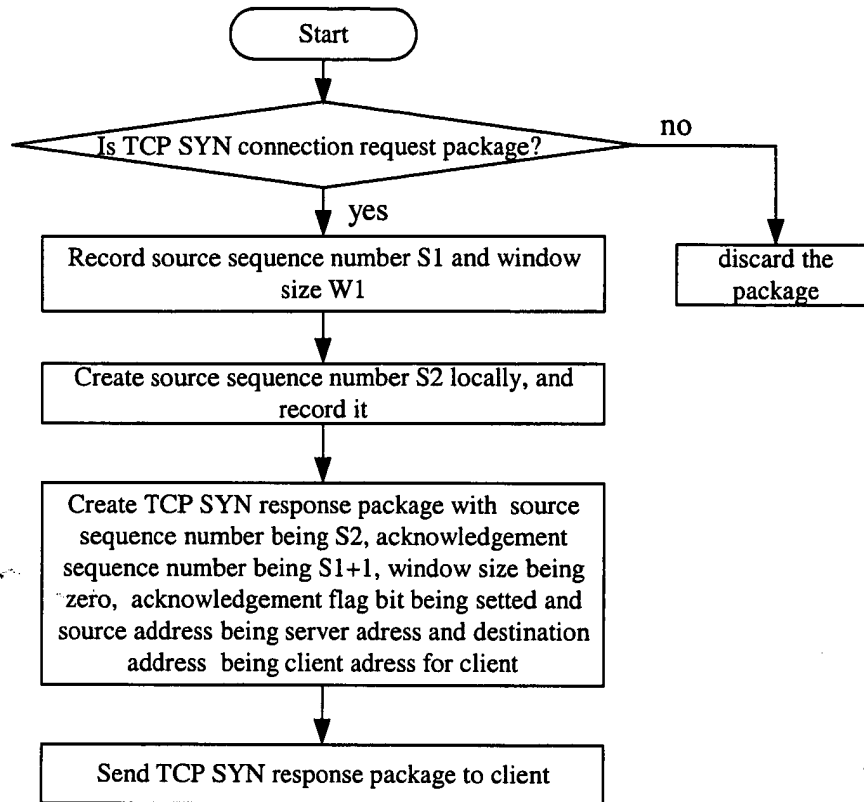 Start
Is TCP SYN connection request package?
no
yes
Record source sequence number S1 and window
size W1
discard the
package
Create source sequence number S2 locally, and
record it
Create TCP SYN response package with source
sequence number being S2, acknowledgement
sequence number being S1+1, window size being
zero, acknowledgement flag bit being setted and
source address being server adress and destination
address being client adress for client
Send TCP SYN response package to client